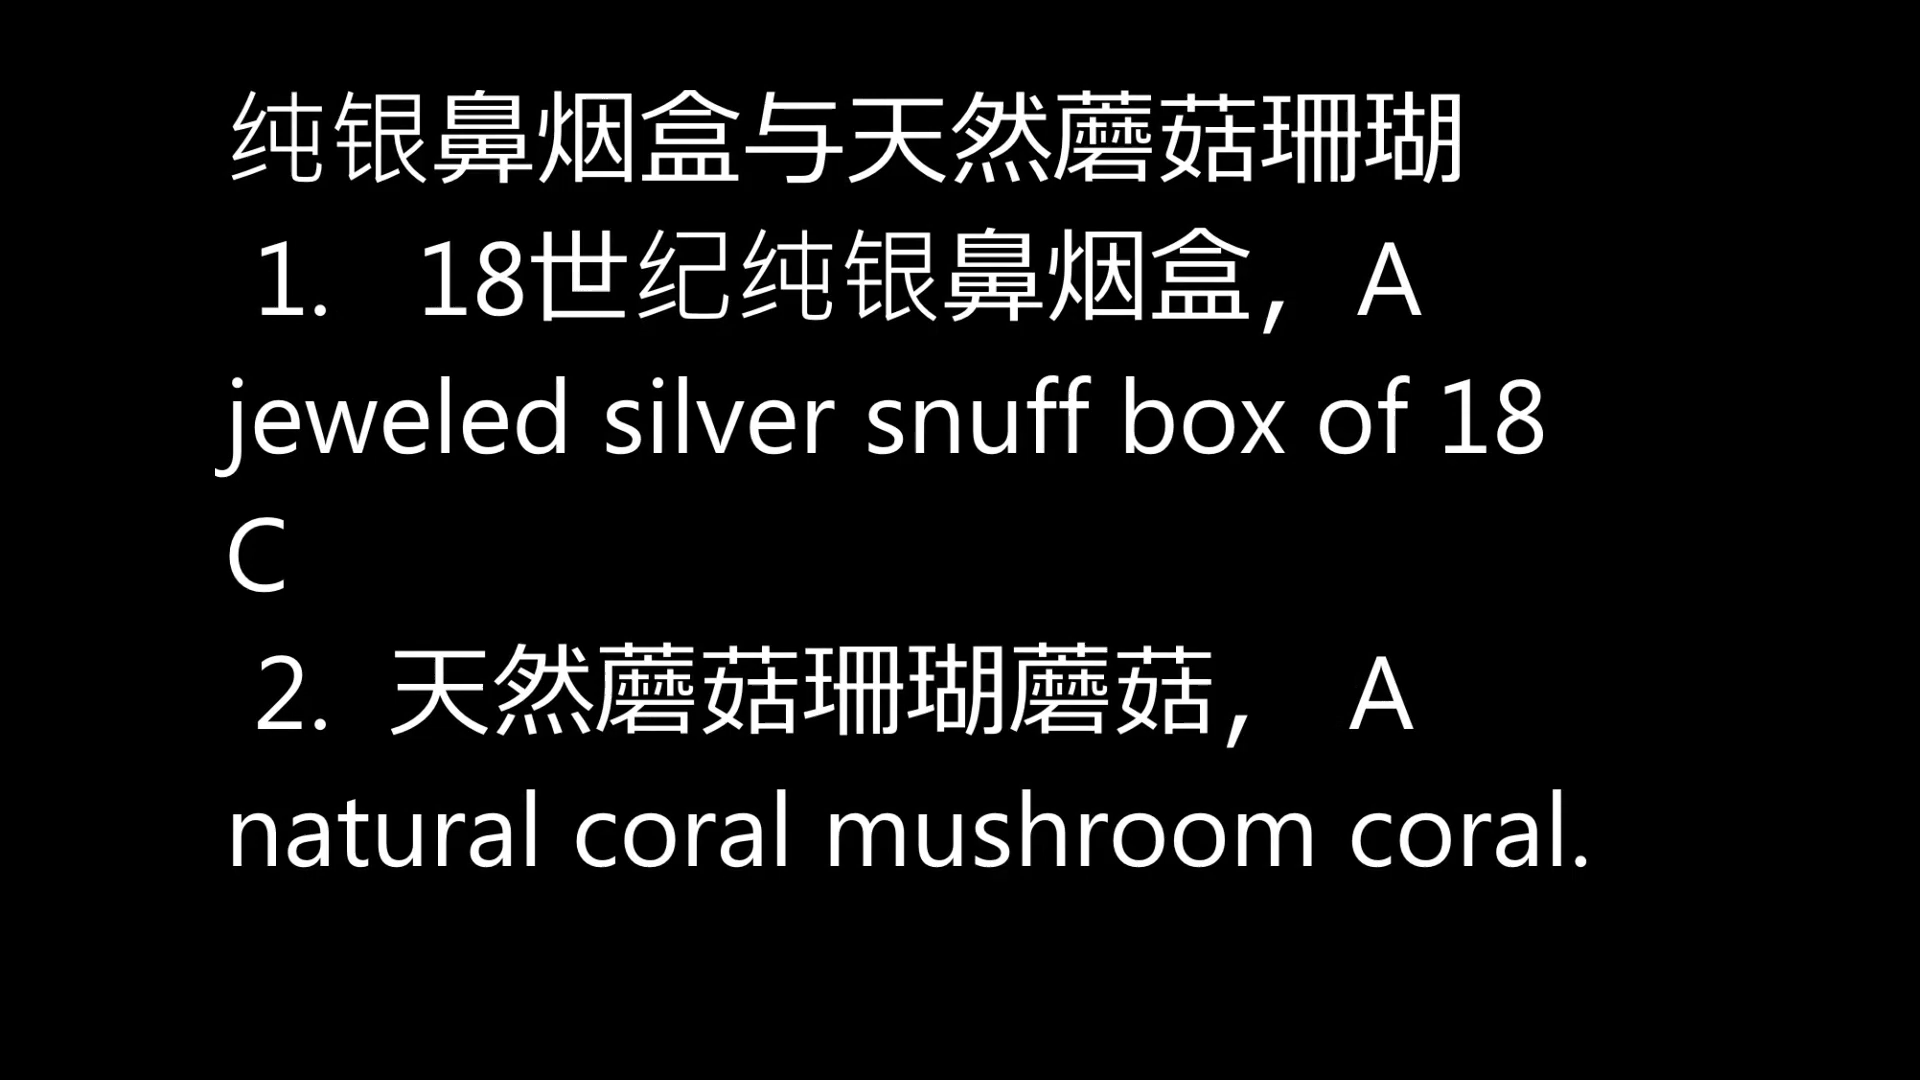 纯银鼻烟盒与天然蘑菇珊瑚
1. 18世纪纯银鼻烟盒，A
jeweled silver snuff box of 18
C
2. 天然蘑菇珊瑚蘑菇， A
natural coral mushroom coral.